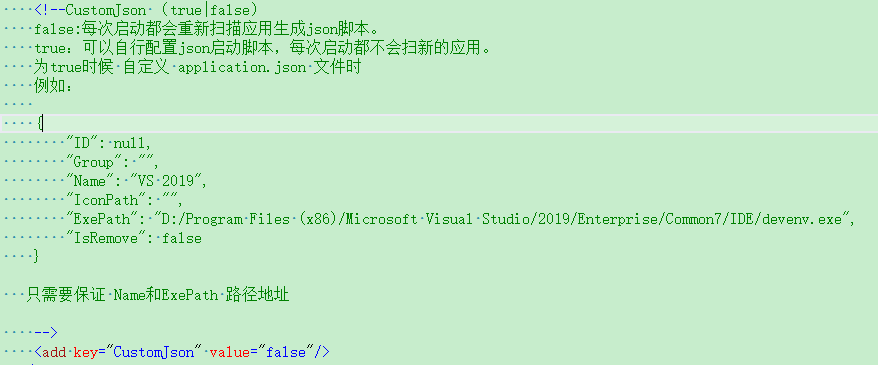 <!--CustomJson （true|false）
false:每次启动都会重新扫描应用生成json脚本。
true：可以自行配置json启动脚本，每次启动都不会扫新的应用。
为true时候 自定义 application.json 文件时
例如：
{
"ID": null,
"Group": "",
"Name": "VS 2019",
"IconPath": "",
"ExePath": "D:/Program Files (x86)/Microsoft Visual Studio/2019/Enterprise/Common7/IDE/devenv.exe",
"IsRemove": false
}
只需要保证 Name和ExePath 路径地址
-->
<add key="CustomJson" value="false"/>